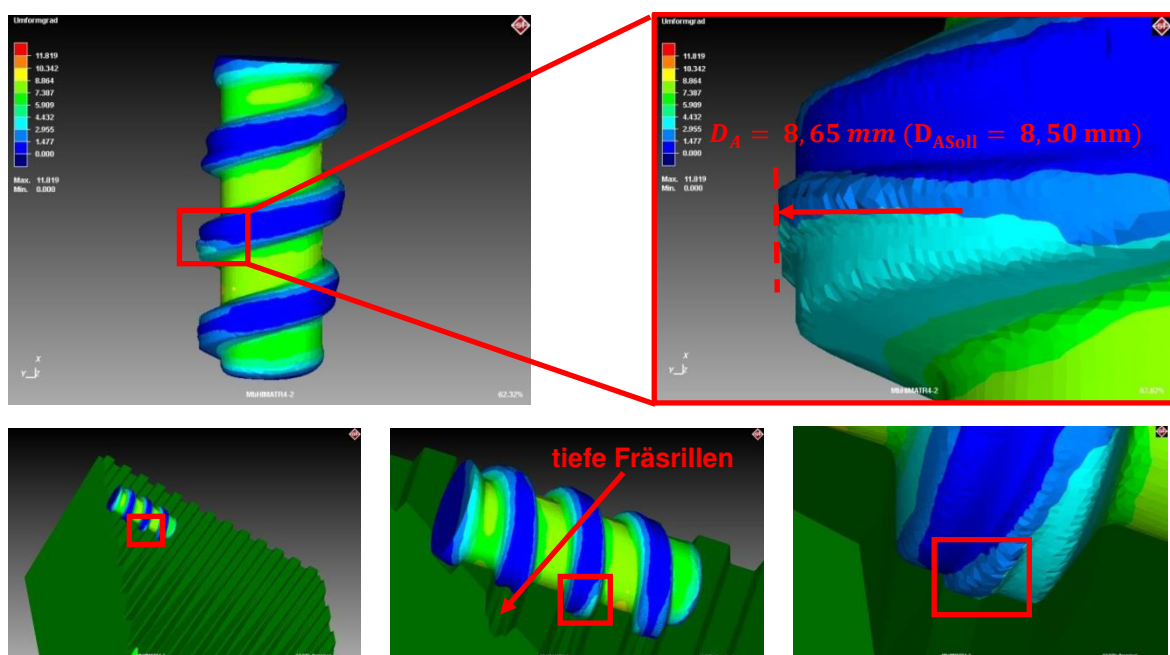 Umformgrad
11.819
10.342
8.864
7.387
5.909
4.432
2.955
1.477
0.000
Max. 11.819
Min. 0.000
X
Y Z
MbHIMATR4-2
62.32%
Umformgrad
11.819
10.342
8.864
7.387
5.909
4.432
2.955
1.477
0.000
Max. 11.819
Min. 0.000
D_A = 8,65 mm (D_ASoll = 8,50 mm)
X
Y Z
MbHIMATR4-2
62.62%
tiefe Fräsrillen